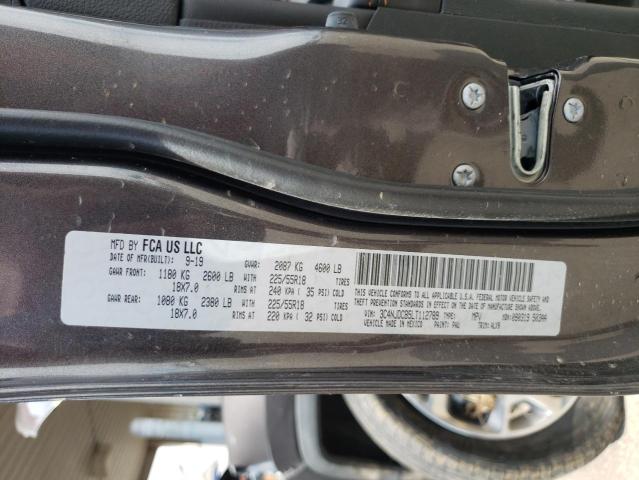 MFD BY FCA US LLC
DATE OF MFR(BUILT): 9-19 GVWR: 2087 KG 4600 LB
GAWR FRONT: 1180 KG 2600 LB WITH 225/55R18 TIRES
18X7.0 RIMS AT 240 KPA ( 35 PSI) COLD
GAWR REAR: 1080 KG 2380 LB WITH 225/55R18 TIRES
18X7.0 RIMS AT 220 KPA ( 32 PSI) COLD
THIS VEHICLE CONFORMS TO ALL APPLICABLE U.S.A. FEDERAL MOTOR VEHICLE SAFETY AND
THEFT PREVENTION STANDARDS IN EFFECT ON THE DATE OF MANUFACTURE SHOWN ABOVE.
VIN: 3C4NJDCB5LT112789 TYPE: MPV
PAINT: PAU TRIM: